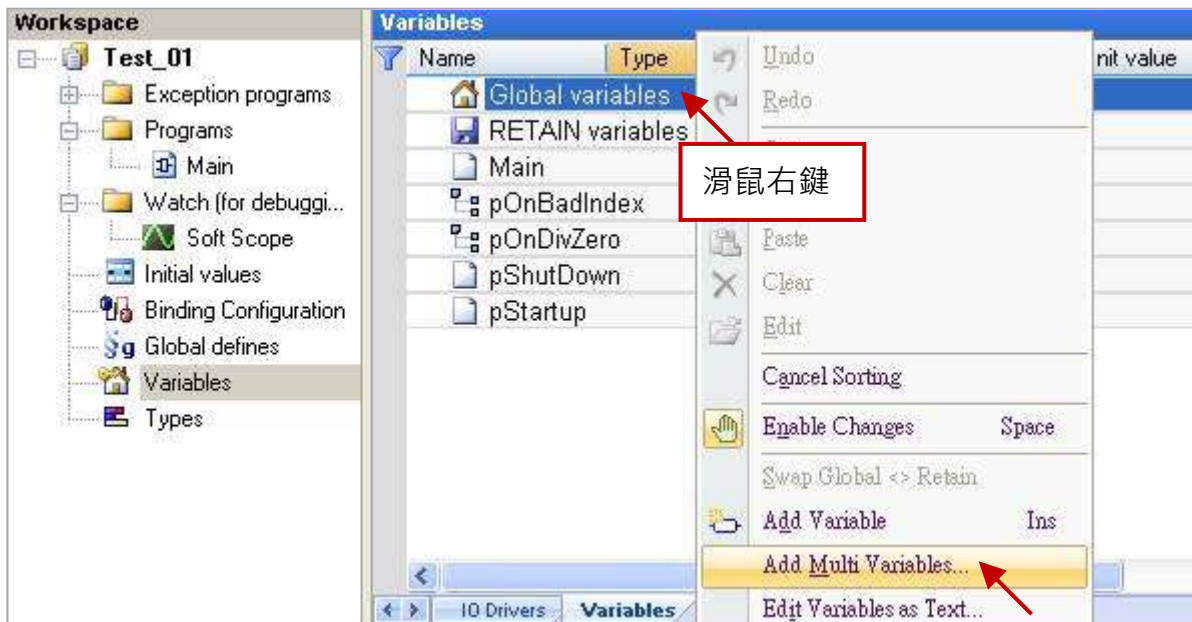 Workspace
Test_01
Exception programs
Programs
Main
Watch (for debuggi...
Soft Scope
Initial values
Binding Configuration
Global defines
Variables
Types
Variables
Name Type nit value
Global variables
RETAIN variables
Main
pOnBadIndex
pOnDivZero
pShutDown
pStartup
IO Drivers Variables
Undo
Redo
滑鼠右鍵
Paste
Clear
Edit
Cancel Sorting
Enable Changes Space
Swap Global <> Retain
Add Variable Ins
Add Multi Variables...
Edit Variables as Text...